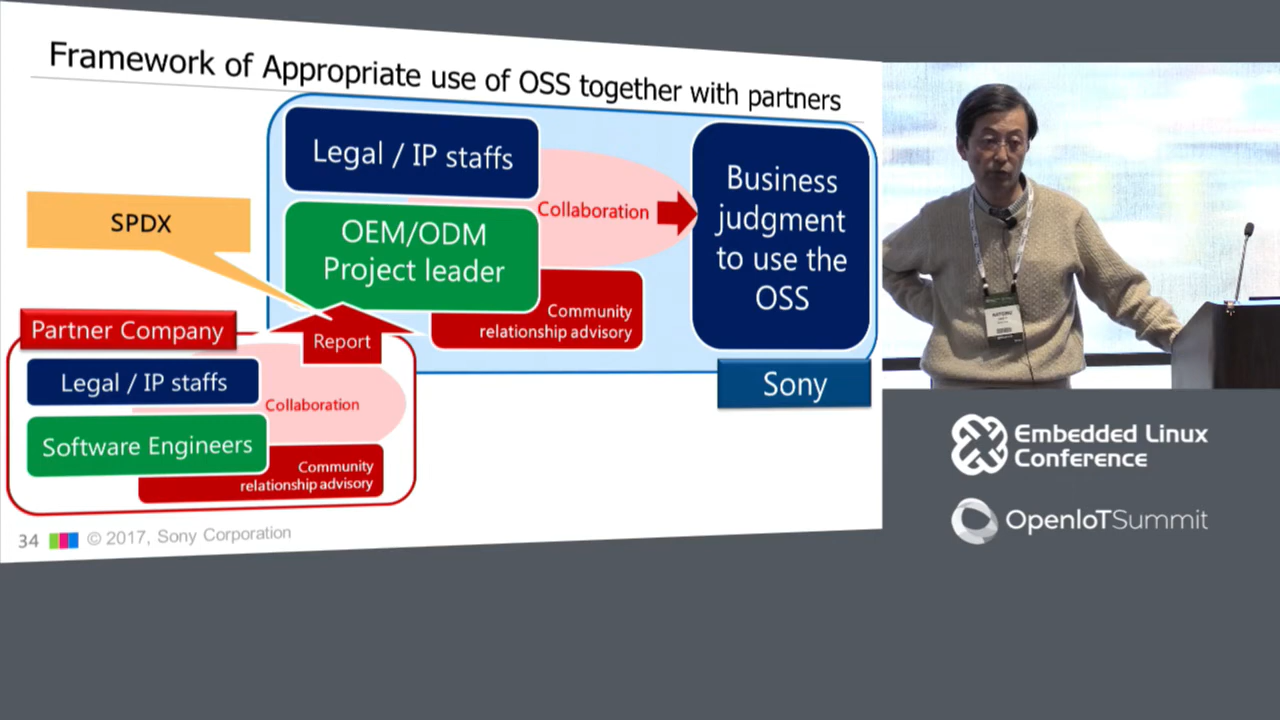 Framework of Appropriate use of OSS together with partners
Legal / IP staffs
OEM/ODM
Project leader
Collaboration
Community
relationship advisory
Business
judgment
to use the
OSS
Sony
SPDX
Partner Company
Report
Legal / IP staffs
Collaboration
Software Engineers
Community
relationship advisory
34
© 2017, Sony Corporation
Embedded Linux
Conference
OpenIoTSummit